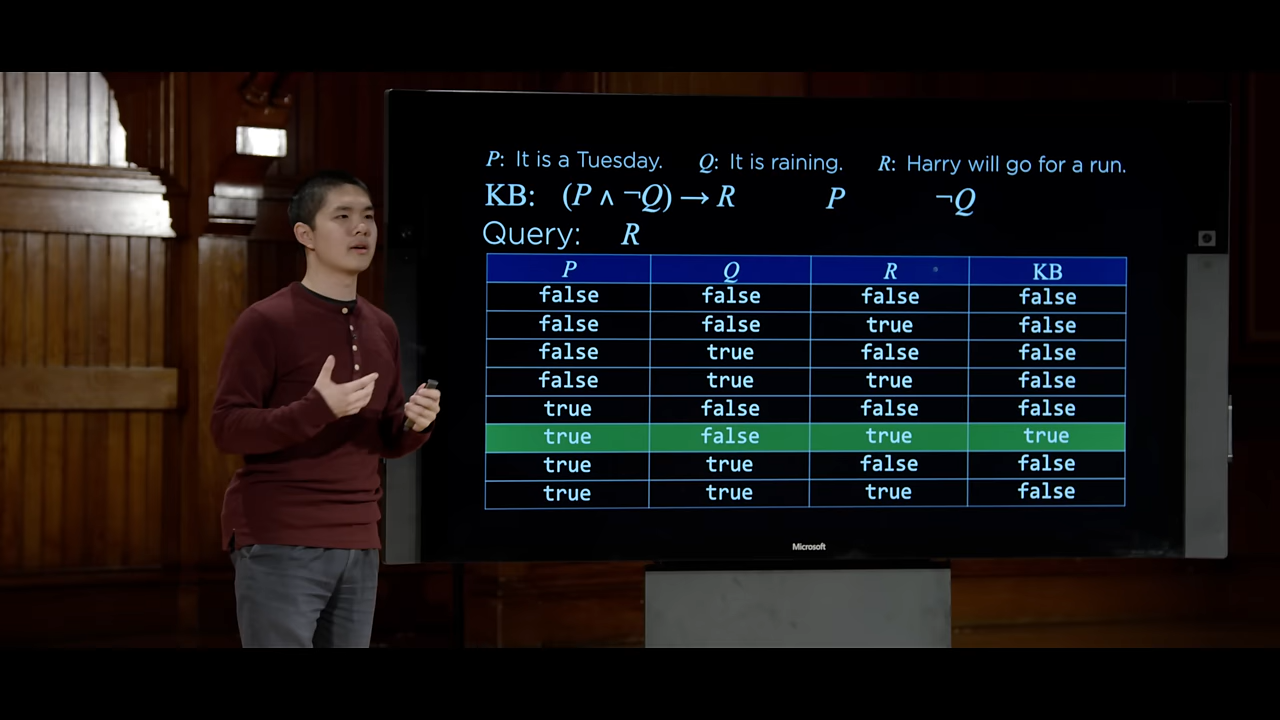 P: It is a Tuesday. Q: It is raining. R: Harry will go for a run.
KB: (P ∧ ¬Q) → R P ¬Q
Query: R
P Q R KB
false false false false
false false true false
false true false false
false true true false
true false false false
true false true true
true true false false
true true true false
Microsoft